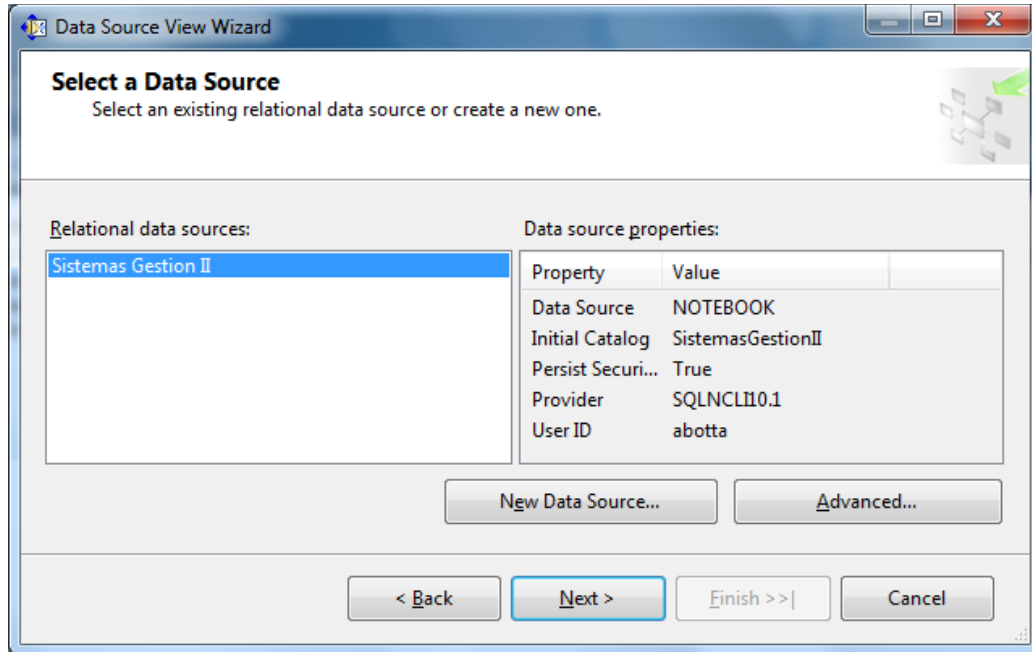 Data Source View Wizard
Select a Data Source
Select an existing relational data source or create a new one.
Relational data sources:
Sistemas Gestion II
Data source properties:
Property Value
Data Source NOTEBOOK
Initial Catalog SistemasGestionII
Persist Securi... True
Provider SQLNCLI10.1
User ID abotta
New Data Source... Advanced...
< Back Next > Finish >>| Cancel